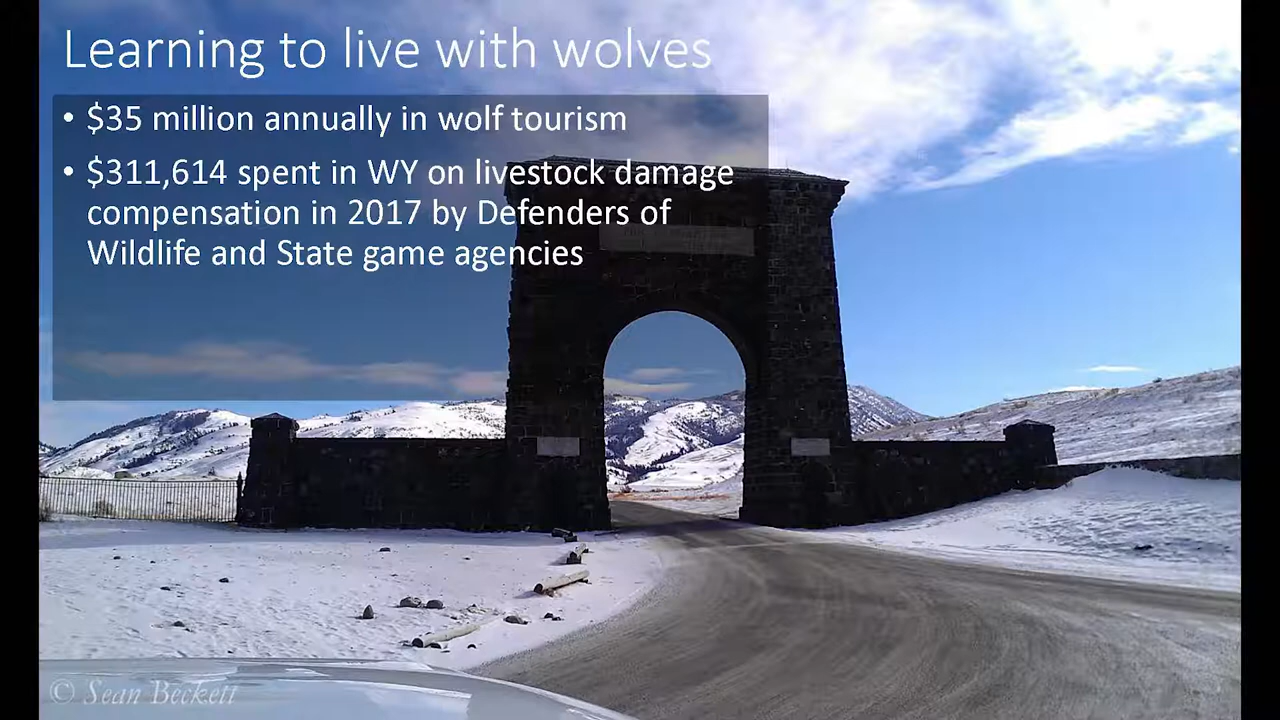 Learning to live with wolves
• $35 million annually in wolf tourism
• $311,614 spent in WY on livestock damage
compensation in 2017 by Defenders of
Wildlife and State game agencies
© Sean Beckett